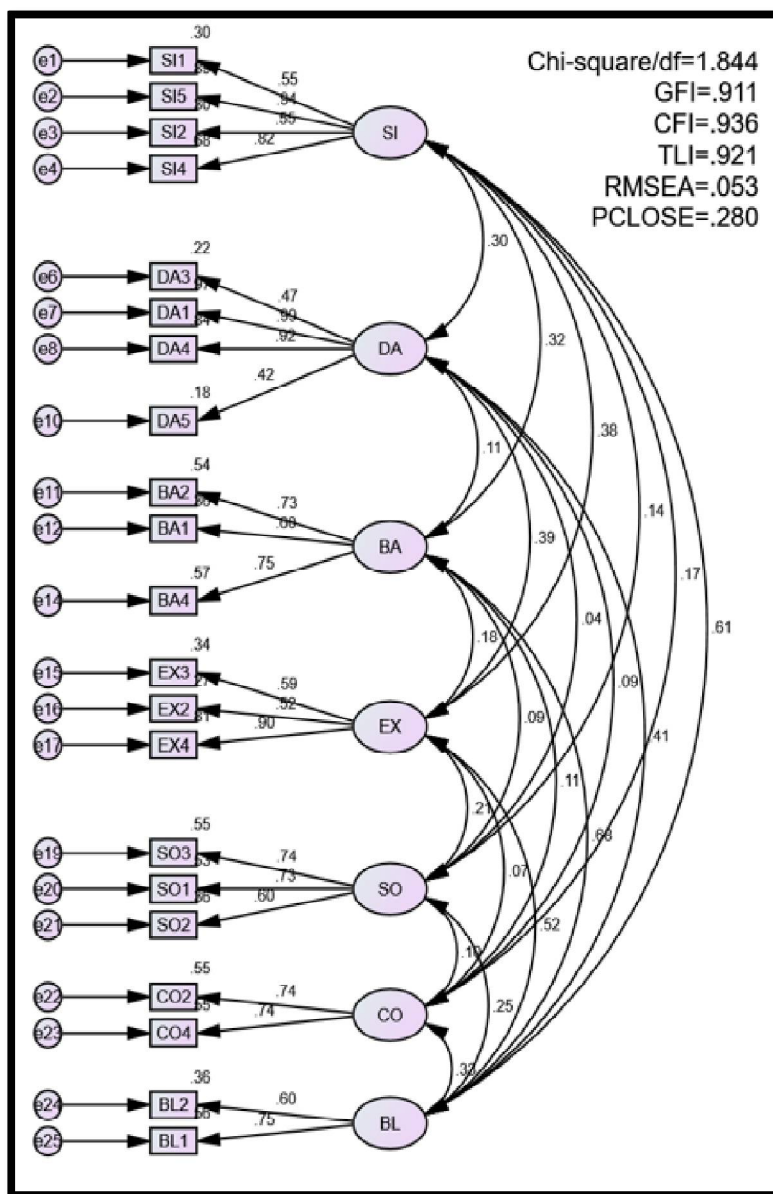 Chi-square/df=1.844
GFI=.911
CFI=.936
TLI=.921
RMSEA=.053
PCLOSE=.280
.30
e1 SI1 .55
e2 SI5 .94
e3 SI2 .55
e4 SI4 .82
SI
.30
.22
e6 DA3 .47
e7 DA1 .99
e8 DA4 .92
DA
.32
.18
.42
e10 DA5
.11
.38
.54
e11 BA2 .73
e12 BA1
.14
.39
BA
.57
.75
e14 BA4
.17
.04
.18
.61
.34
e15 EX3 .59
e16 EX2 .52
e17 EX4 .90
EX
.09
.09
.41
.11
.21
.55
e19 SO3 .74
e20 SO1 .73
e21 SO2 .60
SO
.07
.52
.10
.55
e22 CO2 .74
e23 CO4 .74
CO
.25
.33
.36
e24 BL2 .60
e25 BL1 .75
BL